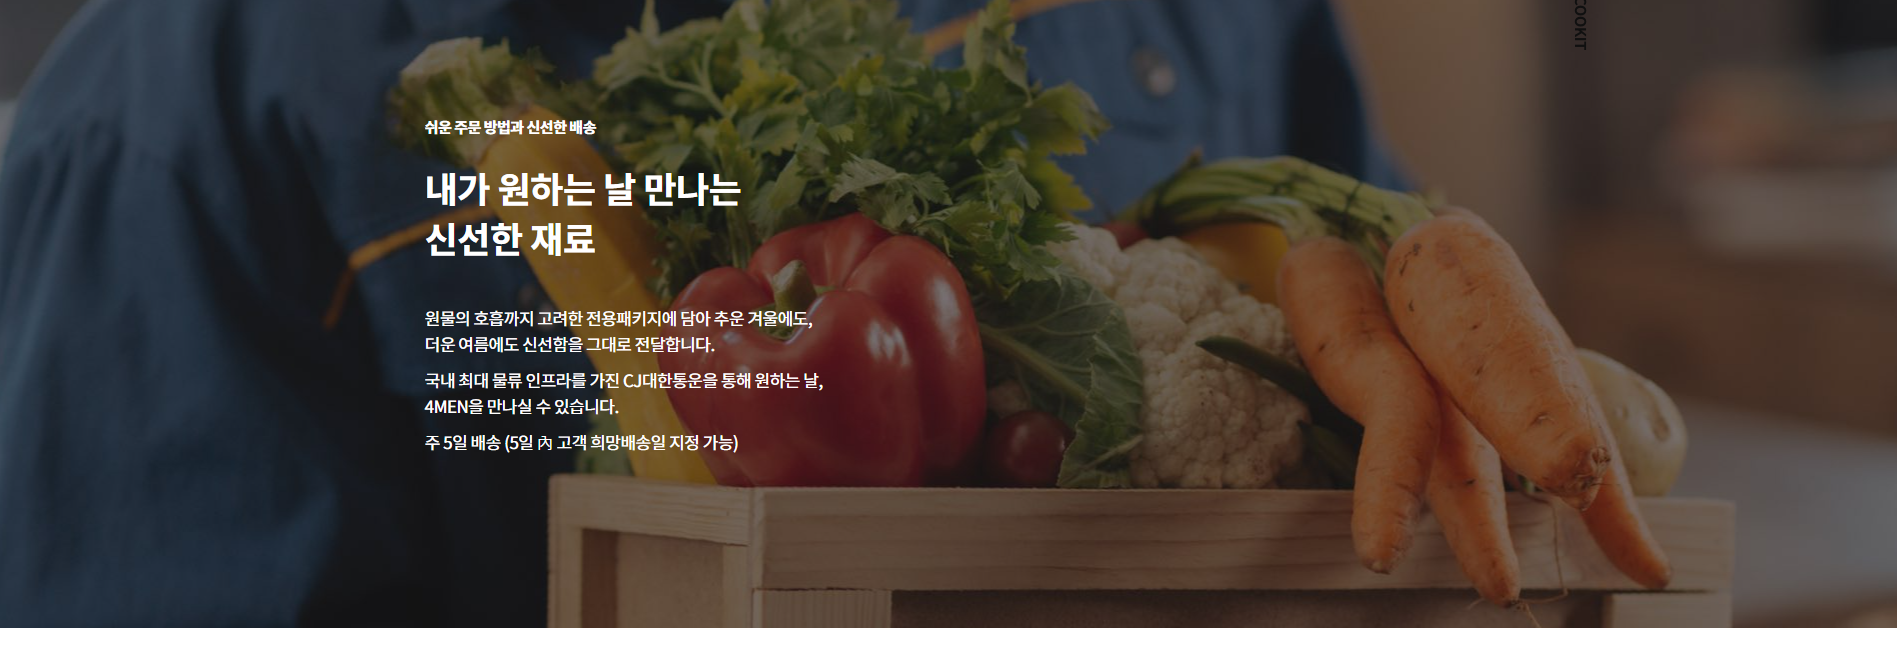 COOKIT
쉬운 주문 방법과 신선한 배송
내가 원하는 날 만나는
신선한 재료
원물의 호흡까지 고려한 전용패키지에 담아 추운 겨울에도,
더운 여름에도 신선함을 그대로 전달합니다.
국내 최대 물류 인프라를 가진 CJ대한통운을 통해 원하는 날,
4MEN을 만나실 수 있습니다.
주 5일 배송 (5일 內 고객 희망배송일 지정 가능)